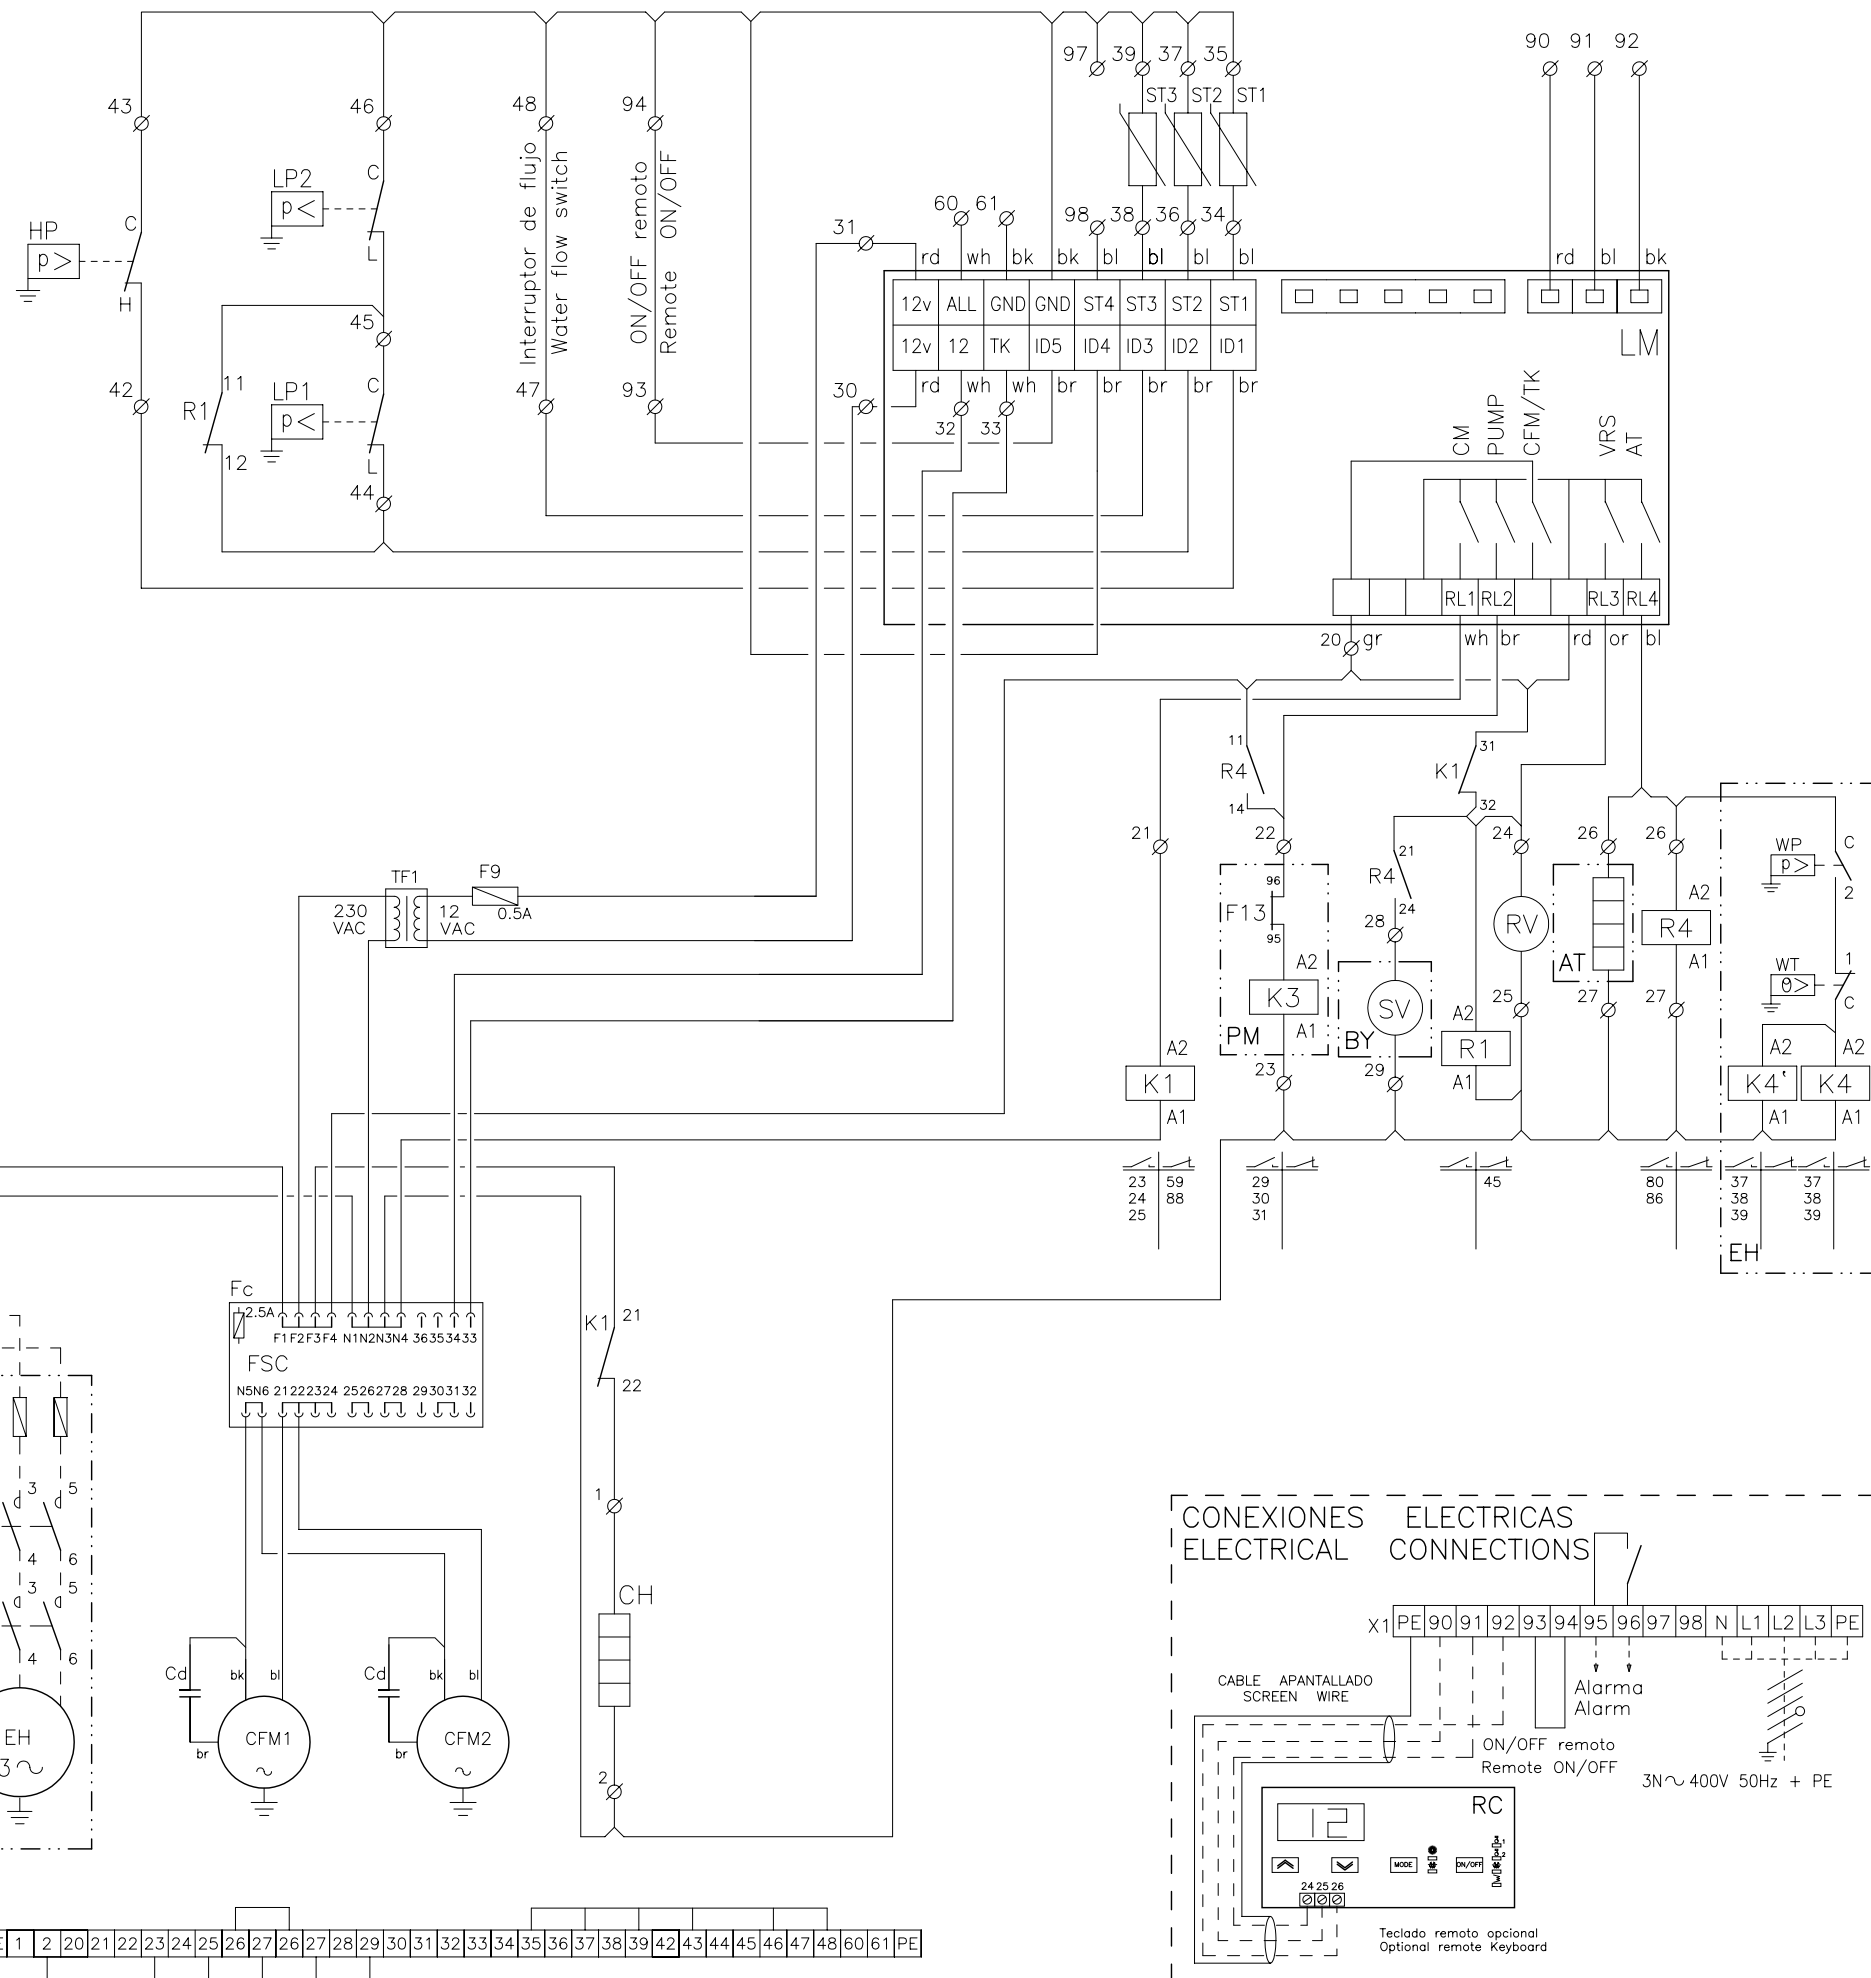 97 39 37 35
90 91 92
43 46 48 94
ST3 ST2 ST1
Interruptor de flujo
Water flow switch
ON/OFF remoto
Remote ON/OFF
LP2
p<
C
L
HP
p>
C
H
31
60 61
98 38 36 34
rd wh bk bk bl bl bl bl
rd bl bk
12v ALL GND GND ST4 ST3 ST2 ST1
12v 12 TK ID5 ID4 ID3 ID2 ID1
LM
45
42
11
R1
12
LP1
p<
C
L
44
47
93
30
rd wh wh br br br br br
32 33
CM
PUMP
CFM/TK
VRS
AT
RL1 RL2 RL3 RL4
20 gr wh br rd or bl
11
R4
14
31
K1
32
21 22 24 26 26
TF1
F9
230
VAC
12
VAC
0.5A
96
F13
95
A2
K3
A1
PM
23
21
R4
24
28
SV
BY
29
A2
R1
A1
RV
25
AT
27
A2
R4
A1
27
WP
p>
C
2
WT
θ>
1
C
A2
K1
A1
A2 A2
K4' K4
A1 A1
23 59
24 88
25
29
30
31
45
80
86
37
38
39
37
38
39
EH
Fc
2.5A
F1 F2 F3 F4 N1 N2 N3 N4 36 35 34 33
FSC
N5 N6 21 22 23 24 25 26 27 28 29 30 31 32
K1
21
22
1
CH
2
3 5
4 6
3 5
4 6
EH
3~
Cd
bk bl
br
CFM1
~
Cd
bk bl
br
CFM2
~
CONEXIONES ELECTRICAS
ELECTRICAL CONNECTIONS
X1 PE 90 91 92 93 94 95 96 97 98 N L1 L2 L3 PE
CABLE APANTALLADO
SCREEN WIRE
Alarma
Alarm
ON/OFF remoto
Remote ON/OFF
3N~400V 50Hz + PE
RC
12
MODE
ON/OFF
24 25 26
Teclado remoto opcional
Optional remote Keyboard
1 2 20 21 22 23 24 25 26 27 26 27 28 29 30 31 32 33 34 35 36 37 38 39 42 43 44 45 46 47 48 60 61 PE